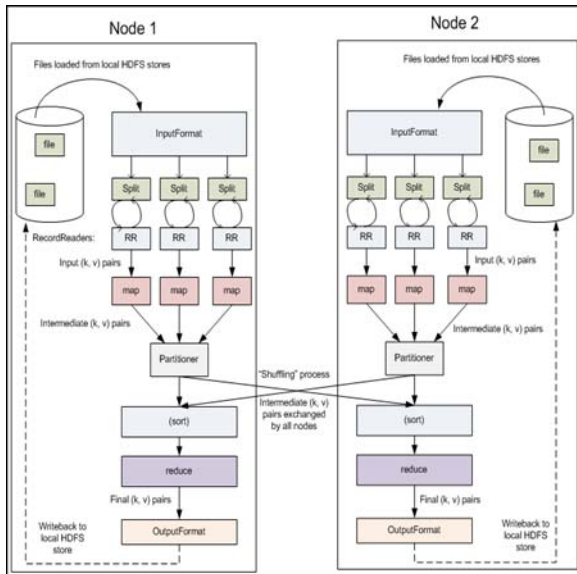 Node 1
Files loaded from local HDFS stores
InputFormat
file
file
Split
Split
Split
RecordReaders:
RR
RR
RR
Input (k, v) pairs
map
map
map
Intermediate (k, v) pairs
Partitioner
(sort)
reduce
Final (k, v) pairs
Writeback to
local HDFS
store
OutputFormat
"Shuffling" process
Intermediate (k, v)
pairs exchanged
by all nodes
Node 2
Files loaded from local HDFS stores
InputFormat
file
file
Split
Split
Split
RR
RR
RR
Input (k, v) pairs
map
map
map
Intermediate (k, v) pairs
Partitioner
(sort)
reduce
Final (k, v) pairs
Writeback to
local HDFS
store
OutputFormat